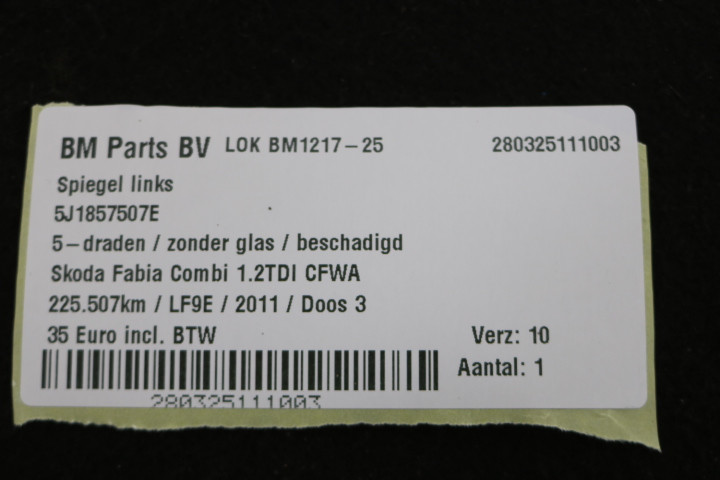 BM Parts BV LOK BM1217-25 280325111003
Spiegel links
5J1857507E
5-draden / zonder glas / beschadigd
Skoda Fabia Combi 1.2TDI CFWA
225.507km / LF9E / 2011 / Doos 3
35 Euro incl. BTW Verz: 10
Aantal: 1
280325111003